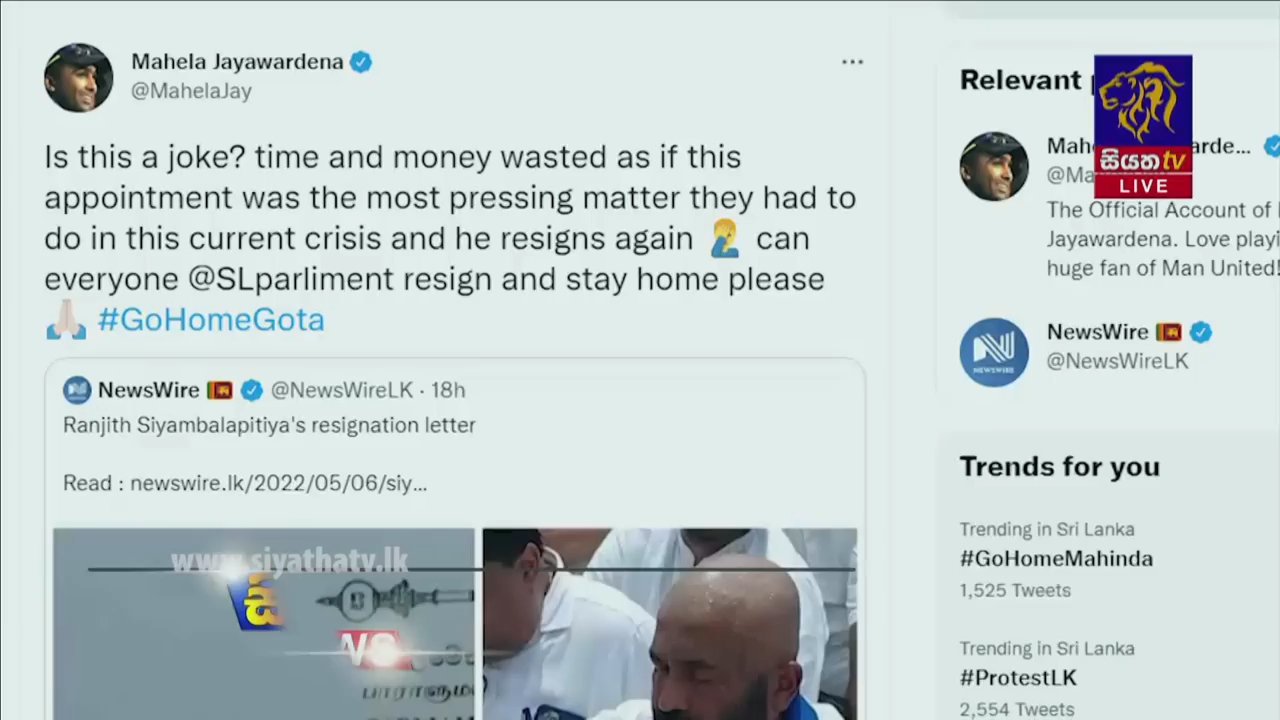 Mahela Jayawardena
@MahelaJay
Is this a joke? time and money wasted as if this
appointment was the most pressing matter they had to
do in this current crisis and he resigns again 🤦‍♂️ can
everyone @SLparliment resign and stay home please
🙏🏻 #GoHomeGota
NewsWire 🇱🇰 @NewsWireLK · 18h
Ranjith Siyambalapitiya's resignation letter
Read : newswire.lk/2022/05/06/siy...
www.siyathatv.lk
පාරාளும
Relevant
සියත tv
LIVE
@Ma
The Official Account of
Jayawardena. Love playi
huge fan of Man United!
NewsWire 🇱🇰
@NewsWireLK
NEWSWIRE
Trends for you
Trending in Sri Lanka
#GoHomeMahinda
1,525 Tweets
Trending in Sri Lanka
#ProtestLK
2,554 Tweets